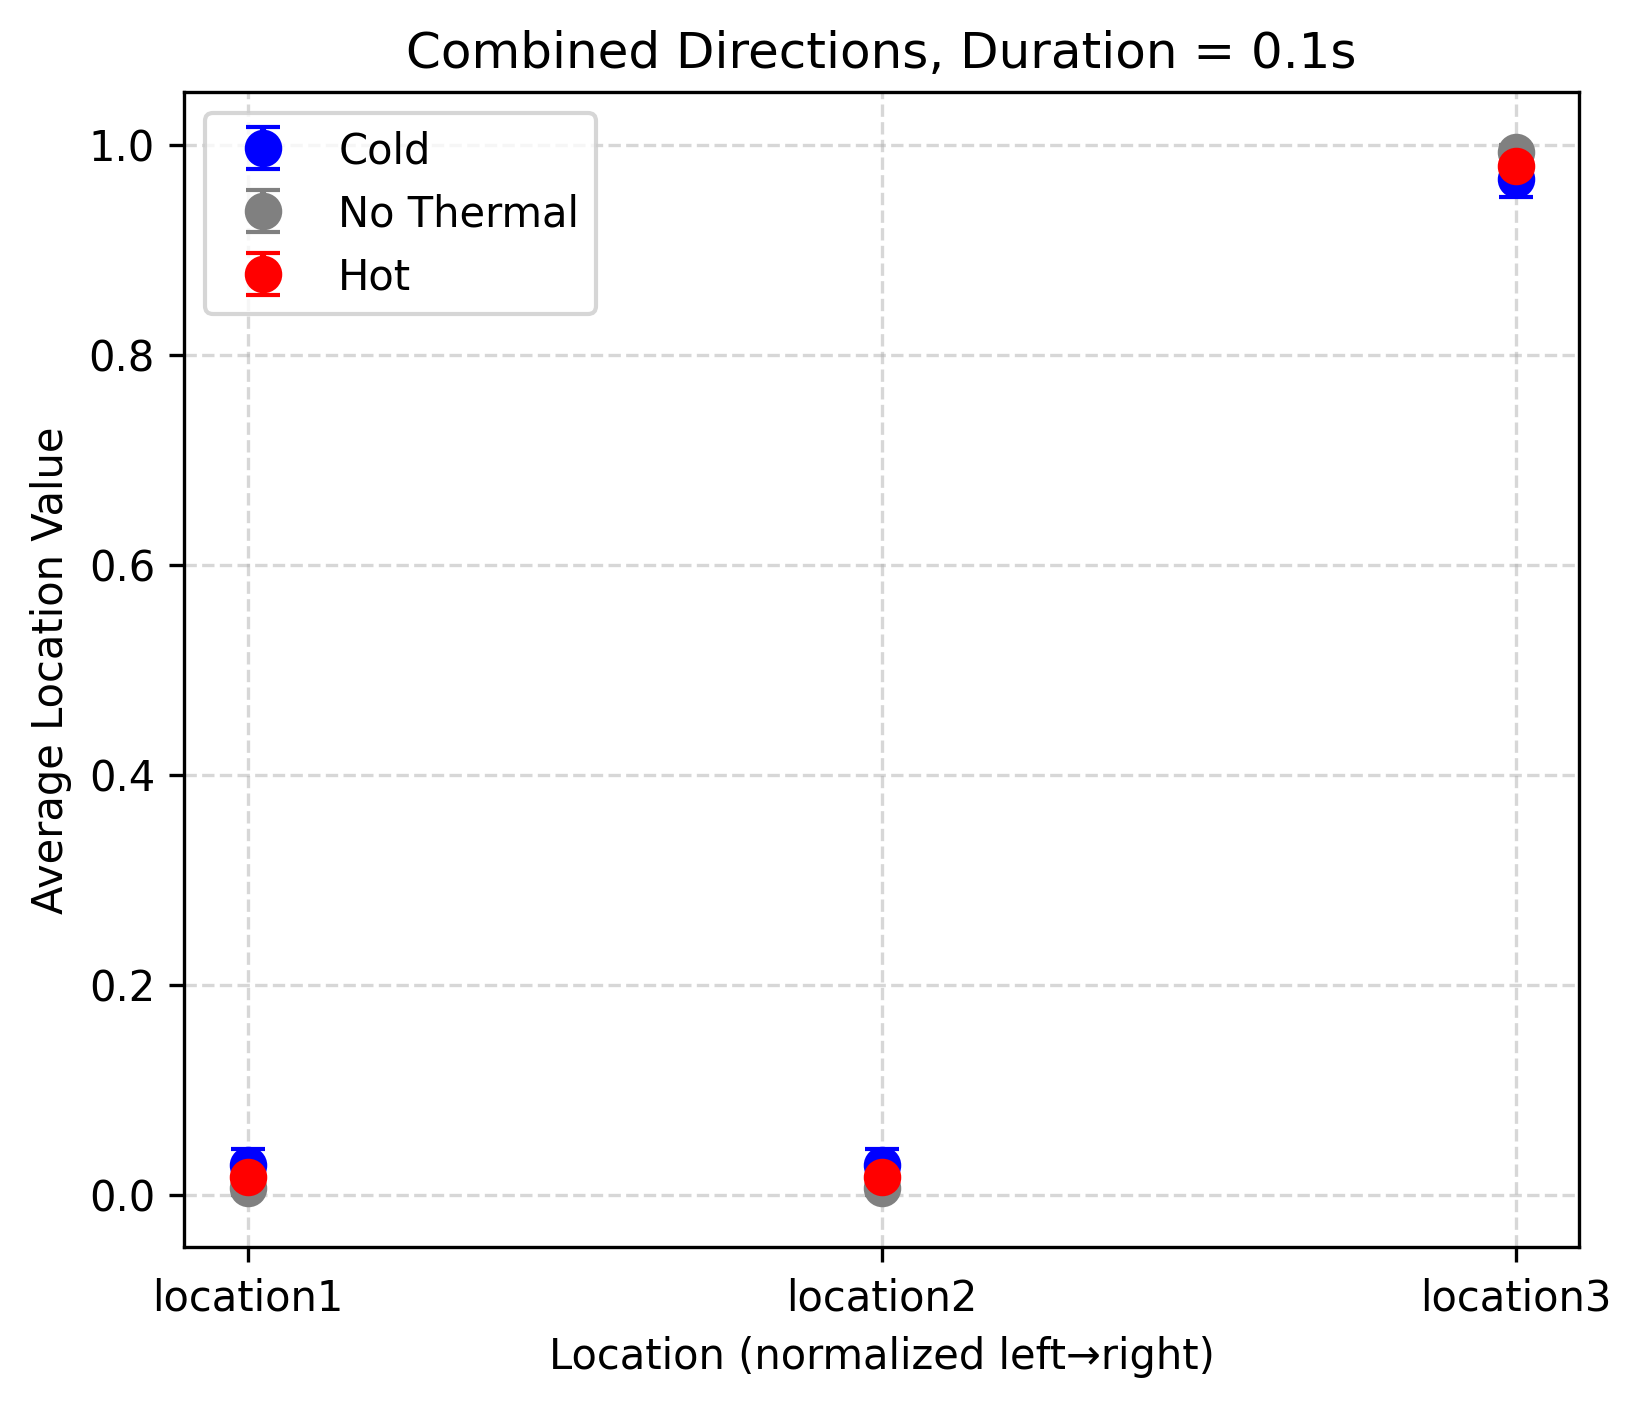 Combined Directions, Duration = 0.1s
Cold
No Thermal
Hot
1.0
0.8
0.6
0.4
0.2
0.0
Average Location Value
location1 location2 location3
Location (normalized left→right)